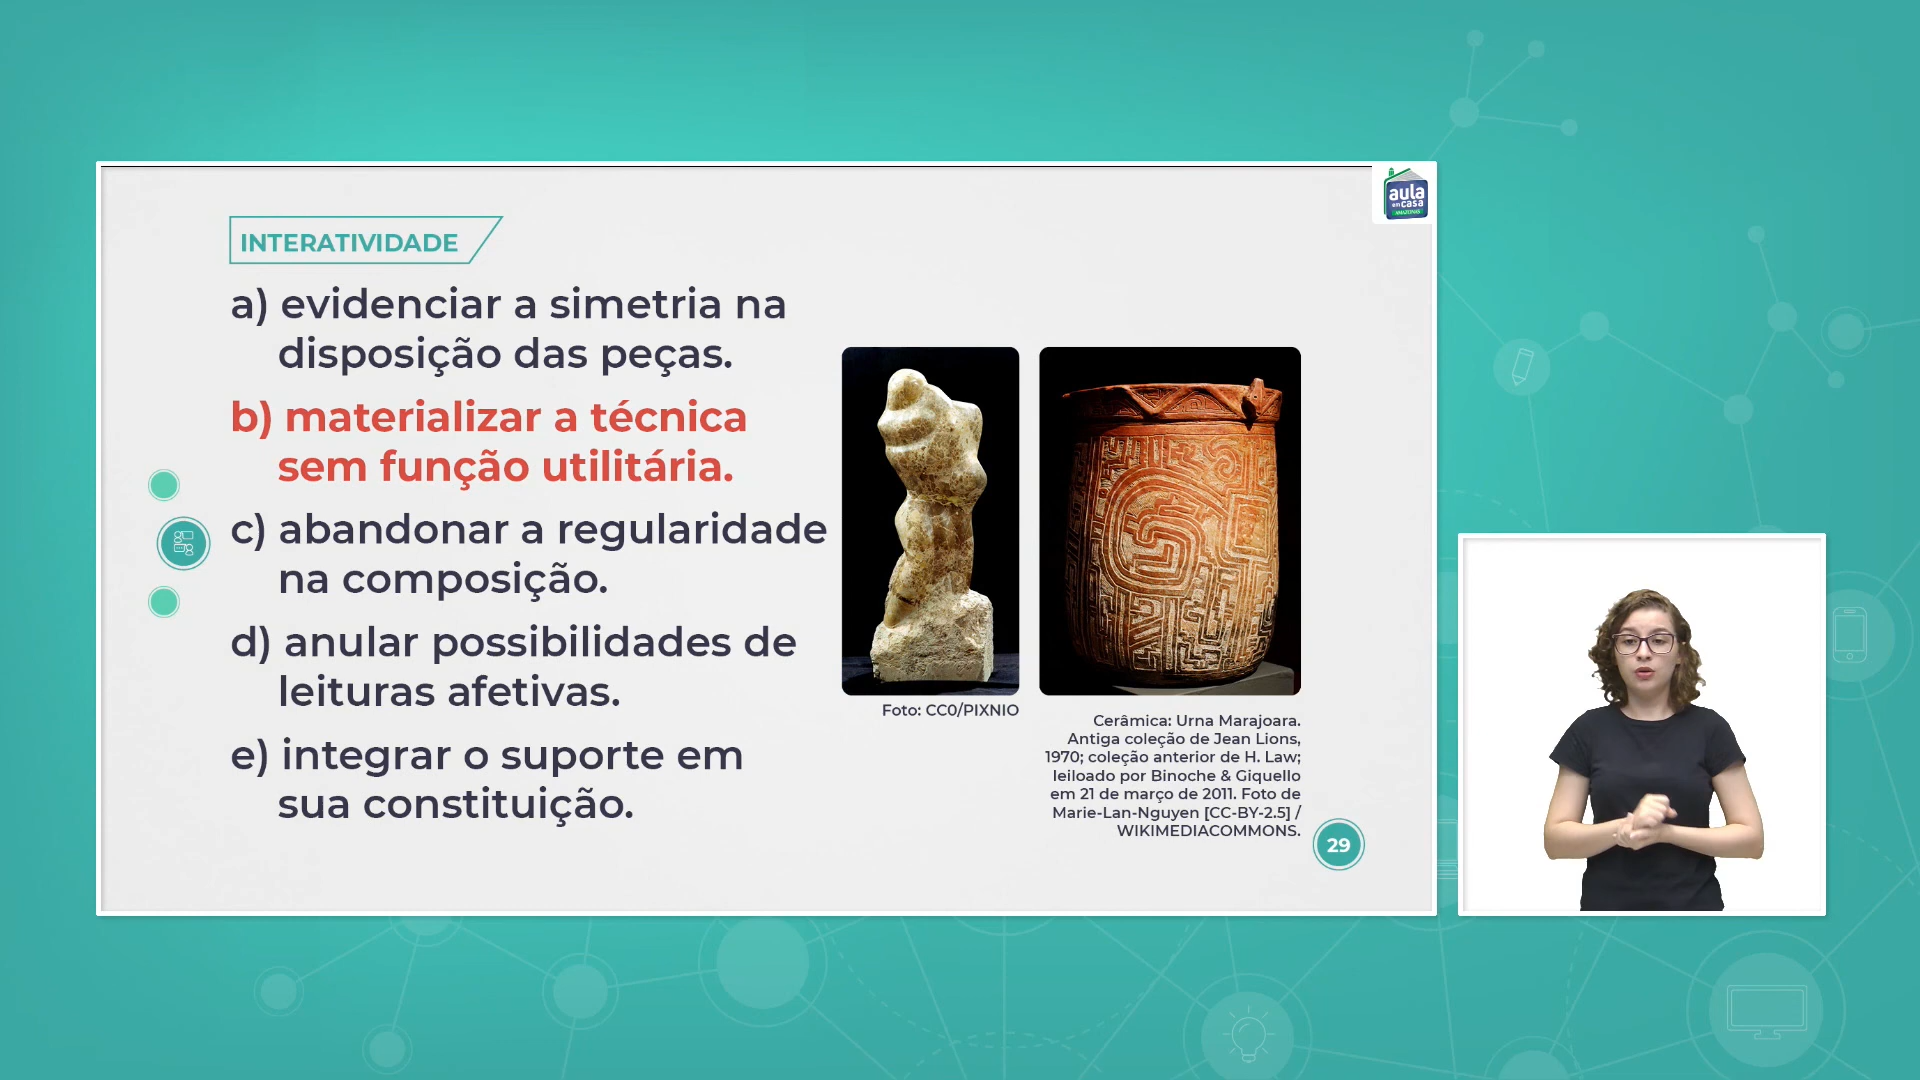 aula
em casa
AMAZONAS
INTERATIVIDADE
a) evidenciar a simetria na
disposição das peças.
b) materializar a técnica
sem função utilitária.
c) abandonar a regularidade
na composição.
d) anular possibilidades de
leituras afetivas.
e) integrar o suporte em
sua constituição.
Foto: CC0/PIXNIO
Cerâmica: Urna Marajoara.
Antiga coleção de Jean Lions,
1970; coleção anterior de H. Law;
leiloado por Binoche & Giquello
em 21 de março de 2011. Foto de
Marie-Lan-Nguyen [CC-BY-2.5] /
WIKIMEDIACOMMONS.
29